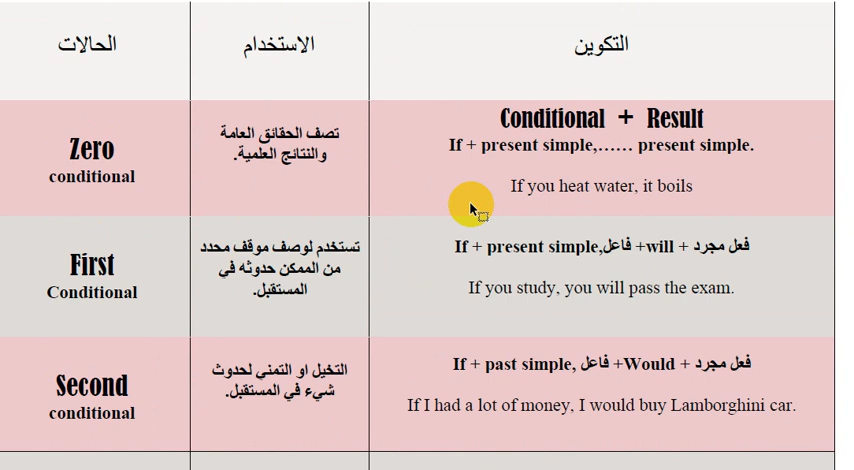 الحالات
الاستخدام
التكوين
Zero
conditional
تصف الحقائق العامة
والنتائج العلمية.
Conditional + Result
If + present simple,...... present simple.
If you heat water, it boils
First
Conditional
تستخدم لوصف موقف محدد
من الممكن حدوثه في
المستقبل.
If + present simple,فاعل +will + فعل مجرد
If you study, you will pass the exam.
Second
conditional
التخيل او التمني لحدوث
شيء في المستقبل.
If + past simple, فاعل +Would + فعل مجرد
If I had a lot of money, I would buy Lamborghini car.